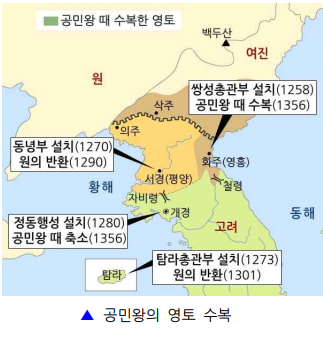 공민왕 때 수복한 영토
백두산
여진
원
쌍성총관부 설치(1258)
공민왕 때 수복(1356)
삭주
의주
동녕부 설치(1270)
원의 반환(1290)
화주(영흥)
서경(평양)
철령
황해
자비령
동해
정동행성 설치(1280)
공민왕 때 축소(1356)
개경
고려
탐라총관부 설치(1273)
원의 반환(1301)
탐라
▲ 공민왕의 영토 수복